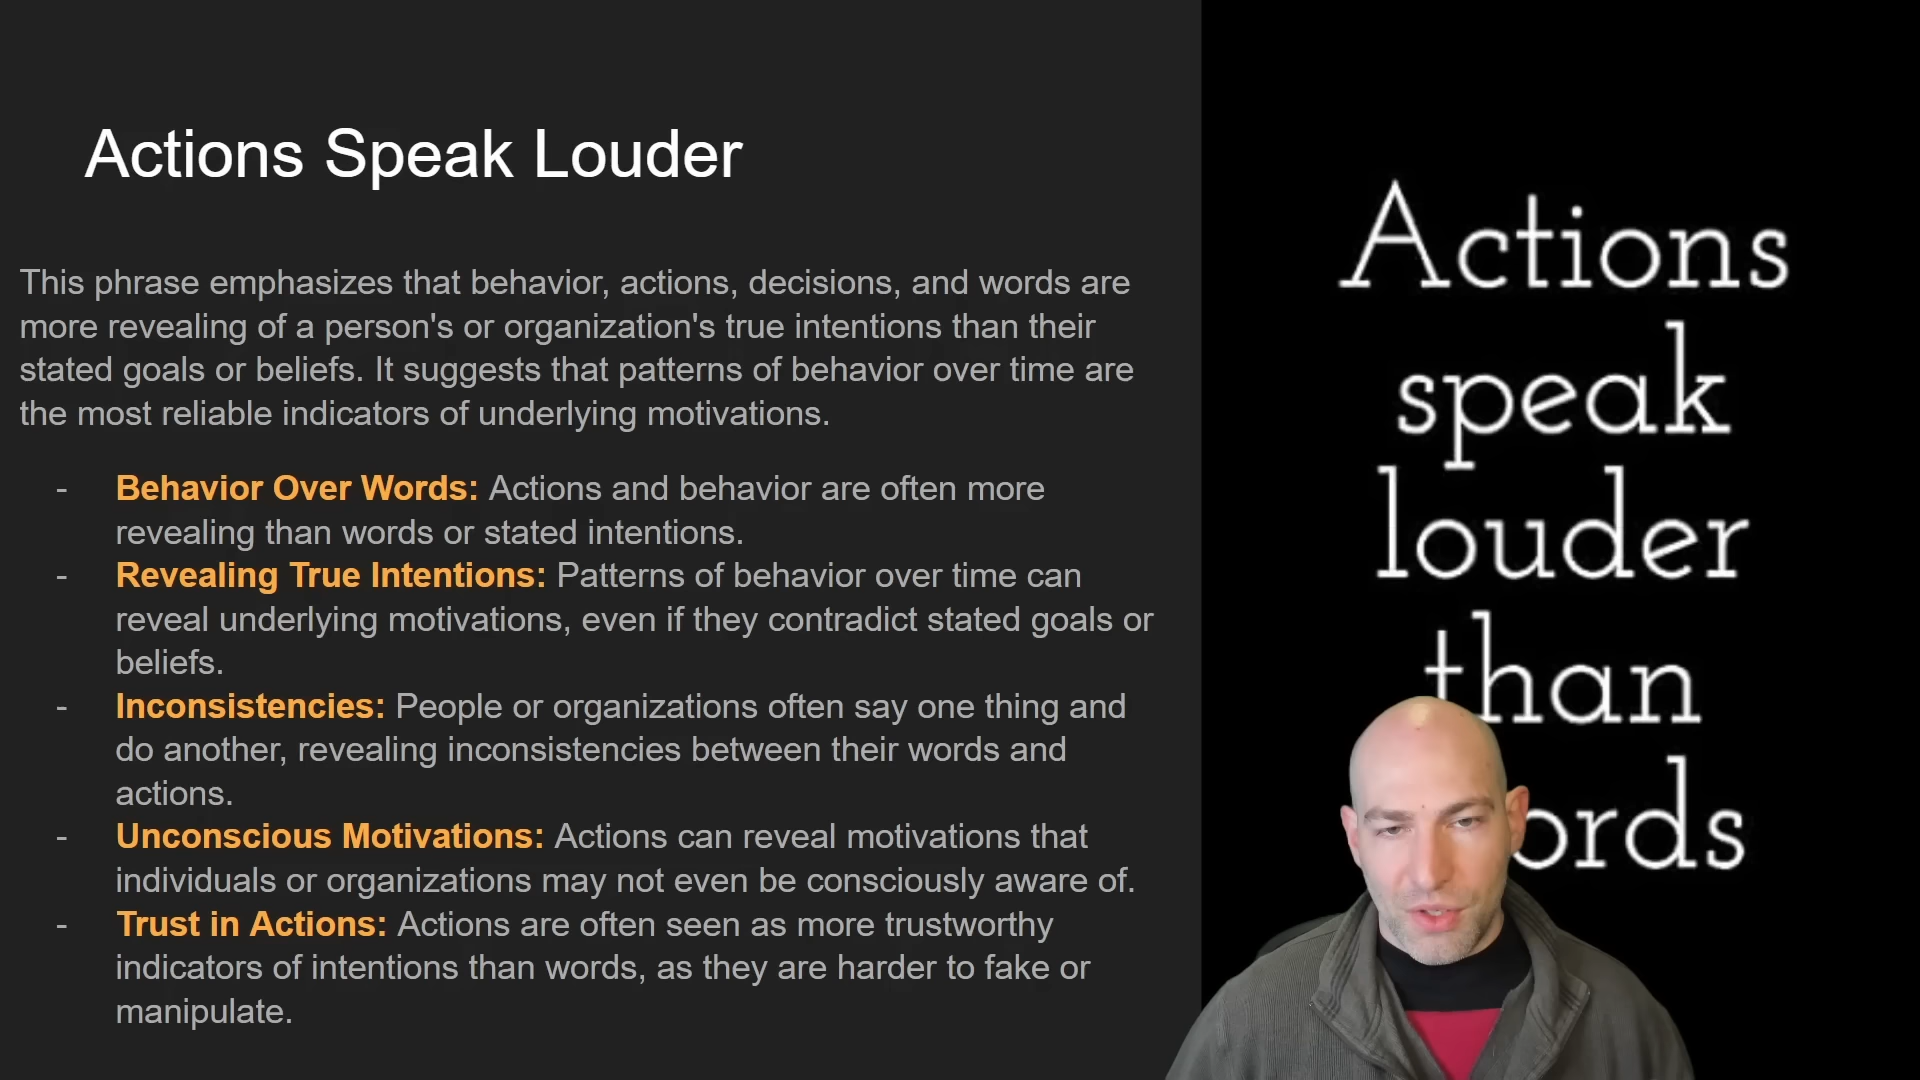 Actions Speak Louder
This phrase emphasizes that behavior, actions, decisions, and words are
more revealing of a person's or organization's true intentions than their
stated goals or beliefs. It suggests that patterns of behavior over time are
the most reliable indicators of underlying motivations.
- Behavior Over Words: Actions and behavior are often more
revealing than words or stated intentions.
- Revealing True Intentions: Patterns of behavior over time can
reveal underlying motivations, even if they contradict stated goals or
beliefs.
- Inconsistencies: People or organizations often say one thing and
do another, revealing inconsistencies between their words and
actions.
- Unconscious Motivations: Actions can reveal motivations that
individuals or organizations may not even be consciously aware of.
- Trust in Actions: Actions are often seen as more trustworthy
indicators of intentions than words, as they are harder to fake or
manipulate.
Actions
speak
louder
than
ords